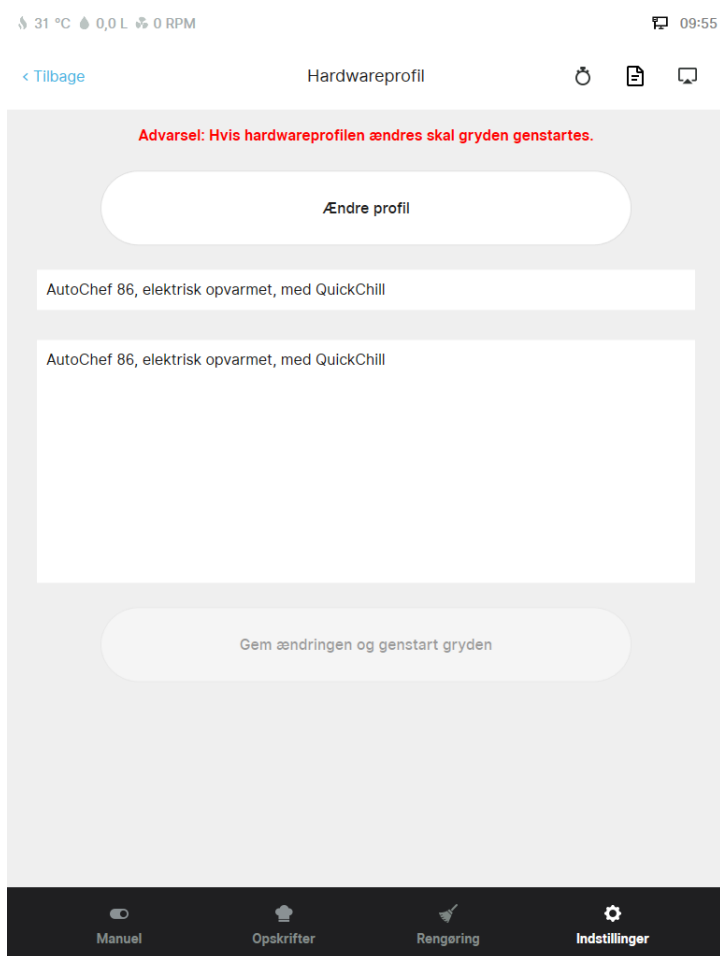 31 °C 0,0 L 0 RPM 09:55
< Tilbage Hardwareprofil
Advarsel: Hvis hardwareprofilen ændres skal gryden genstartes.
Ændre profil
AutoChef 86, elektrisk opvarmet, med QuickChill
AutoChef 86, elektrisk opvarmet, med QuickChill
Gem ændringen og genstart gryden
Manuel Opskrifter Rengøring Indstillinger